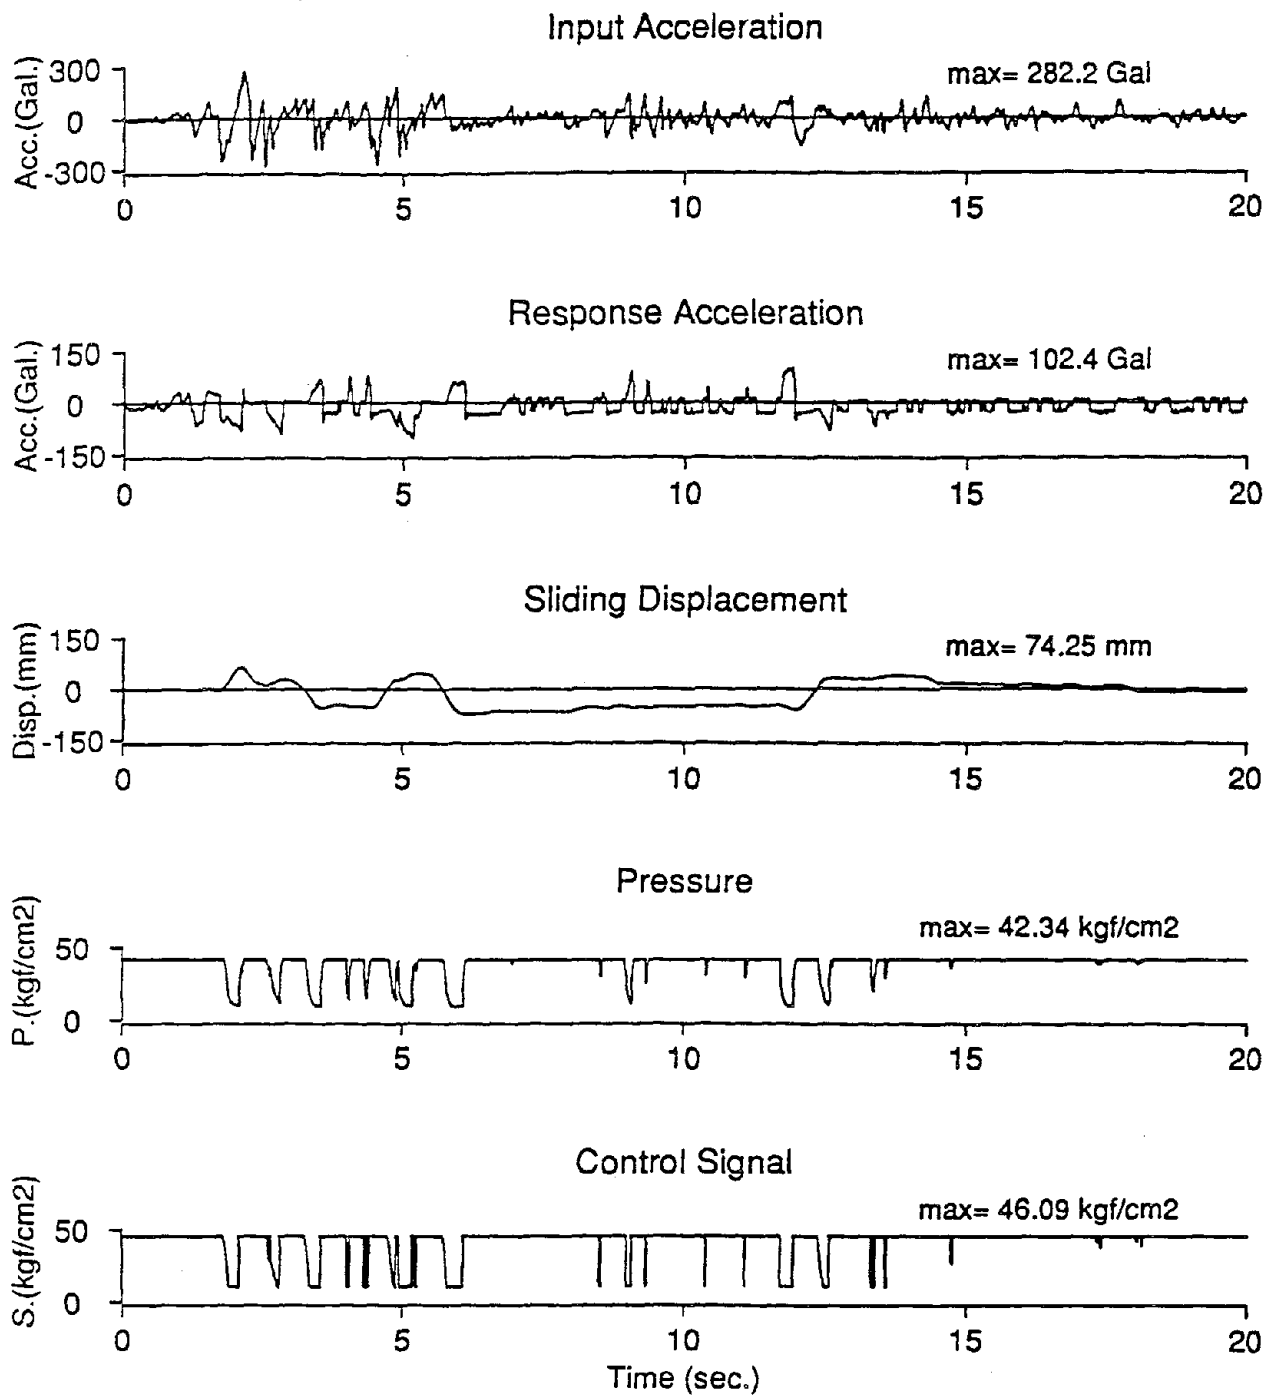 Input Acceleration
Acc.(Gal.)
300
0
-300
max= 282.2 Gal
0 5 10 15 20
Response Acceleration
Acc.(Gal.)
150
0
-150
max= 102.4 Gal
0 5 10 15 20
Sliding Displacement
Disp.(mm)
150
0
-150
max= 74.25 mm
0 5 10 15 20
Pressure
P.(kgf/cm2)
50
0
max= 42.34 kgf/cm2
0 5 10 15 20
Control Signal
S.(kgf/cm2)
50
0
max= 46.09 kgf/cm2
0 5 10 15 20
Time (sec.)